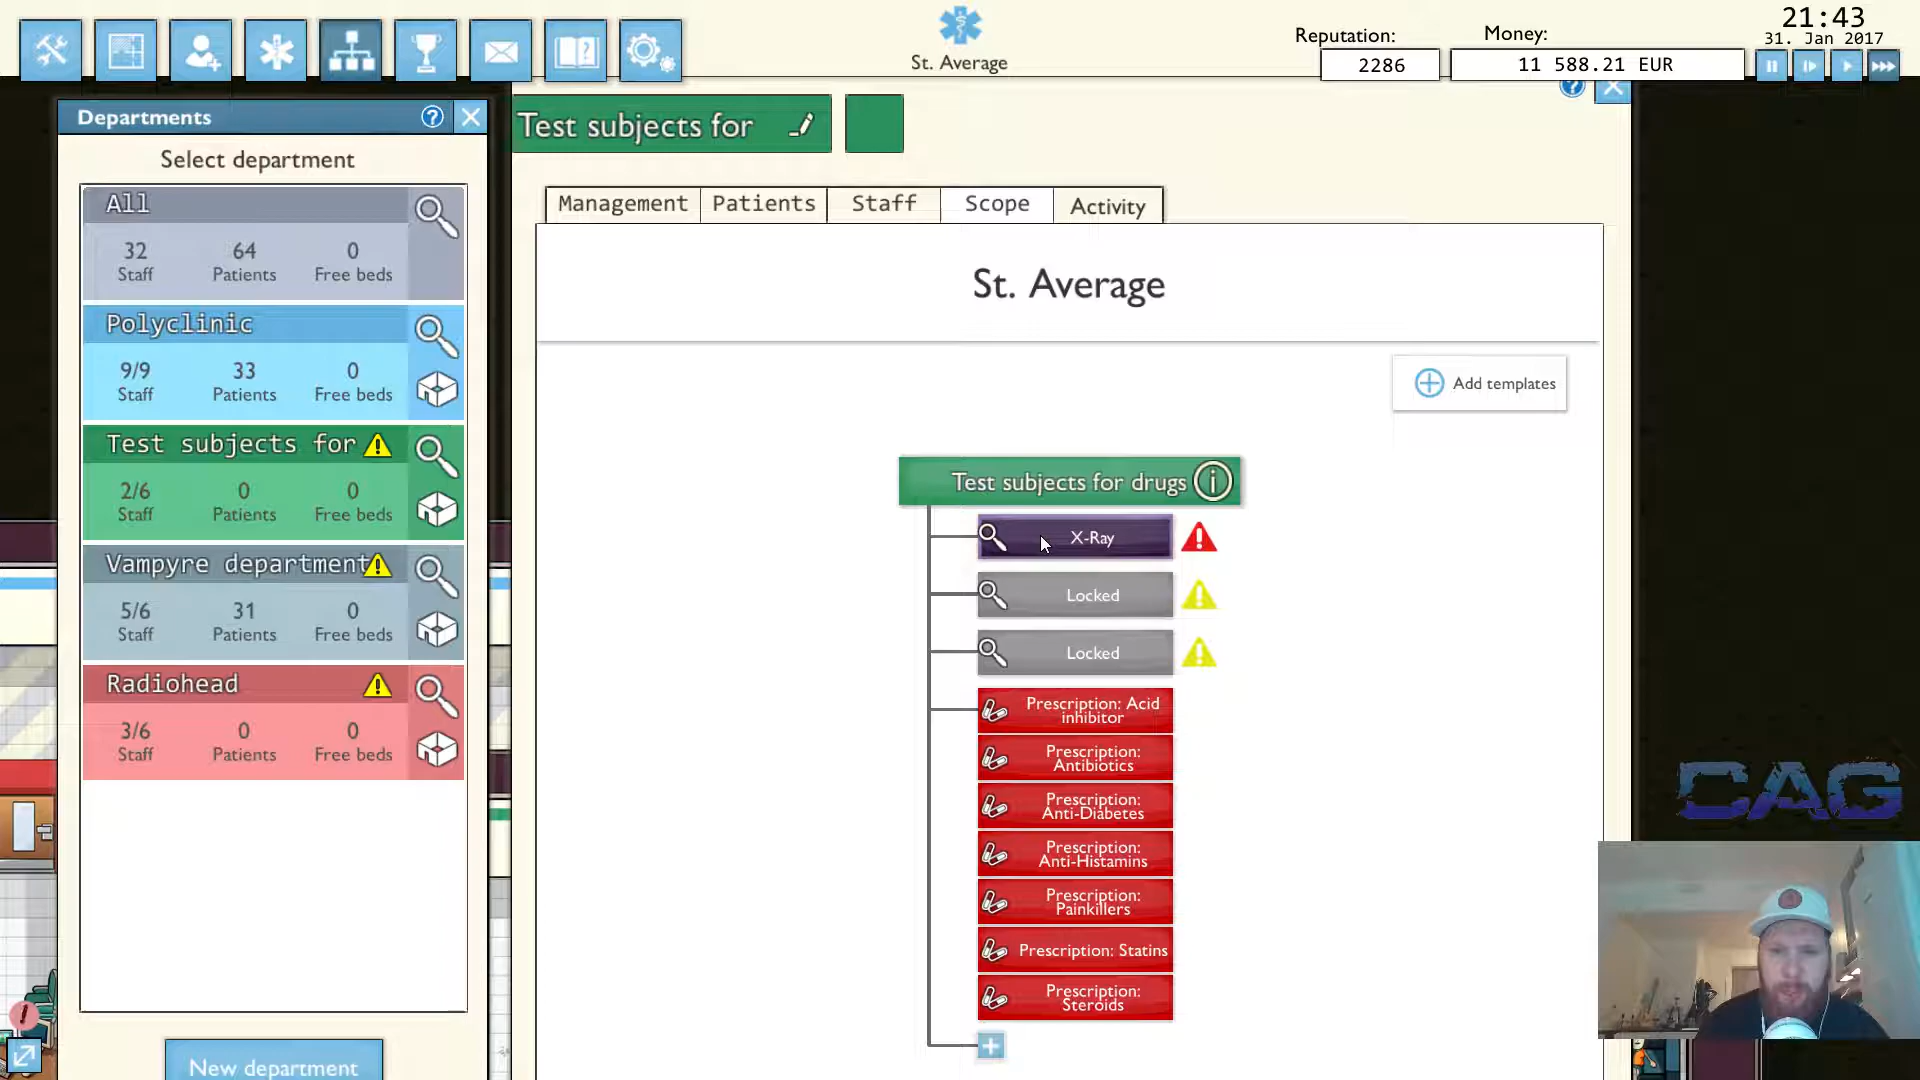 St. Average
Reputation:
2286
Money:
11 588.21 EUR
21:43
31. Jan 2017
Departments
Select department
All
32 64 0
Staff Patients Free beds
Polyclinic
9/9 33 0
Staff Patients Free beds
Test subjects for
2/6 0 0
Staff Patients Free beds
Vampyre department
5/6 31 0
Staff Patients Free beds
Radiohead
3/6 0 0
Staff Patients Free beds
New department
Test subjects for
Management Patients Staff Scope Activity
St. Average
Add templates
Test subjects for drugs
X-Ray
Locked
Locked
Prescription: Acid
inhibitor
Prescription:
Antibiotics
Prescription:
Anti-Diabetes
Prescription:
Anti-Histamins
Prescription:
Painkillers
Prescription: Statins
Prescription:
Steroids
CAG